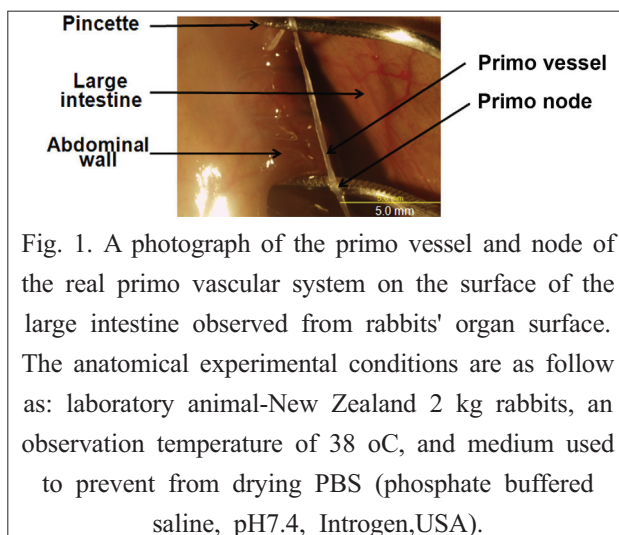 Pincette
Large
intestine
Abdominal
wall
Primo vessel
Primo node
5.0 mm
Fig. 1. A photograph of the primo vessel and node of
the real primo vascular system on the surface of the
large intestine observed from rabbits' organ surface.
The anatomical experimental conditions are as follow
as: laboratory animal-New Zealand 2 kg rabbits, an
observation temperature of 38 oC, and medium used
to prevent from drying PBS (phosphate buffered
saline, pH7.4, Introgen,USA).